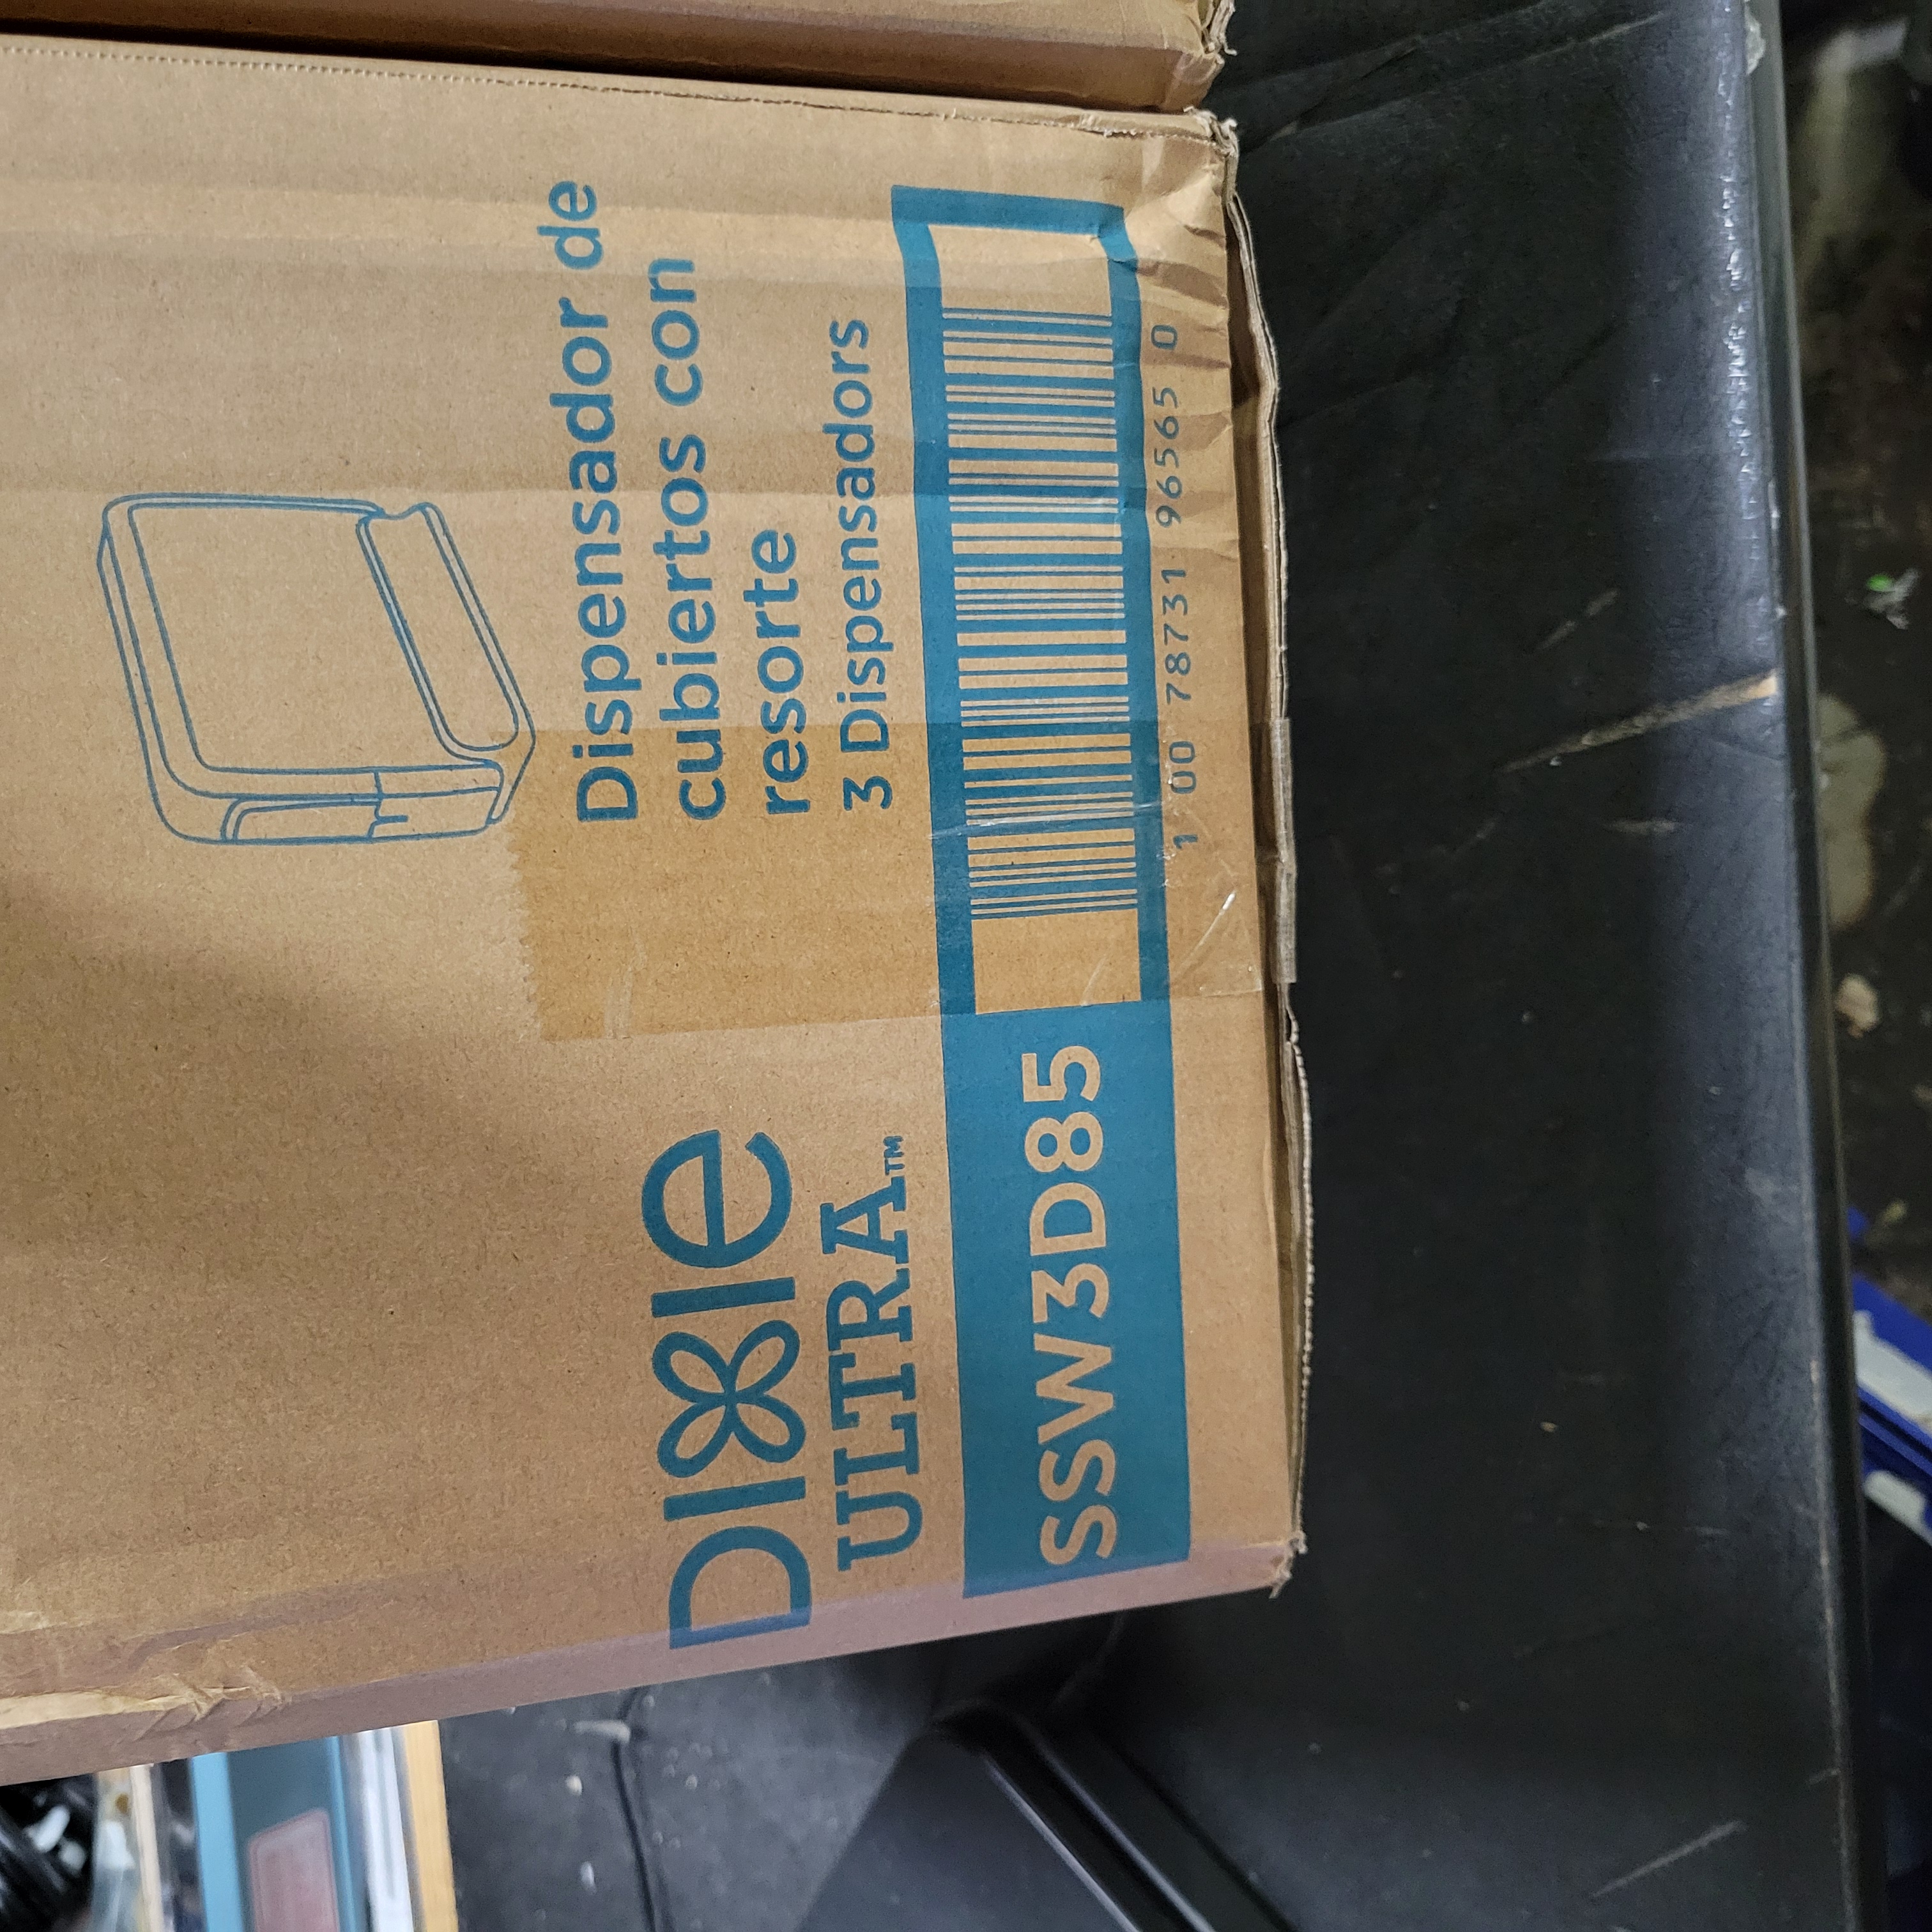 Dispensador de
cubiertos con
resorte
3 Dispensadors
DIXIE
ULTRA™
SSW3D85
1 00 78731 96565 0